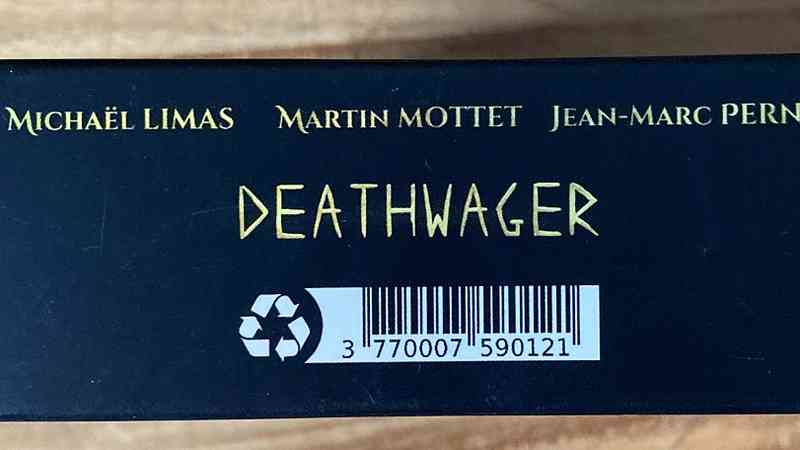 Michaël LIMAS Martin MOTTET Jean-Marc PERN
DEATHWAGER
3 770007 590121